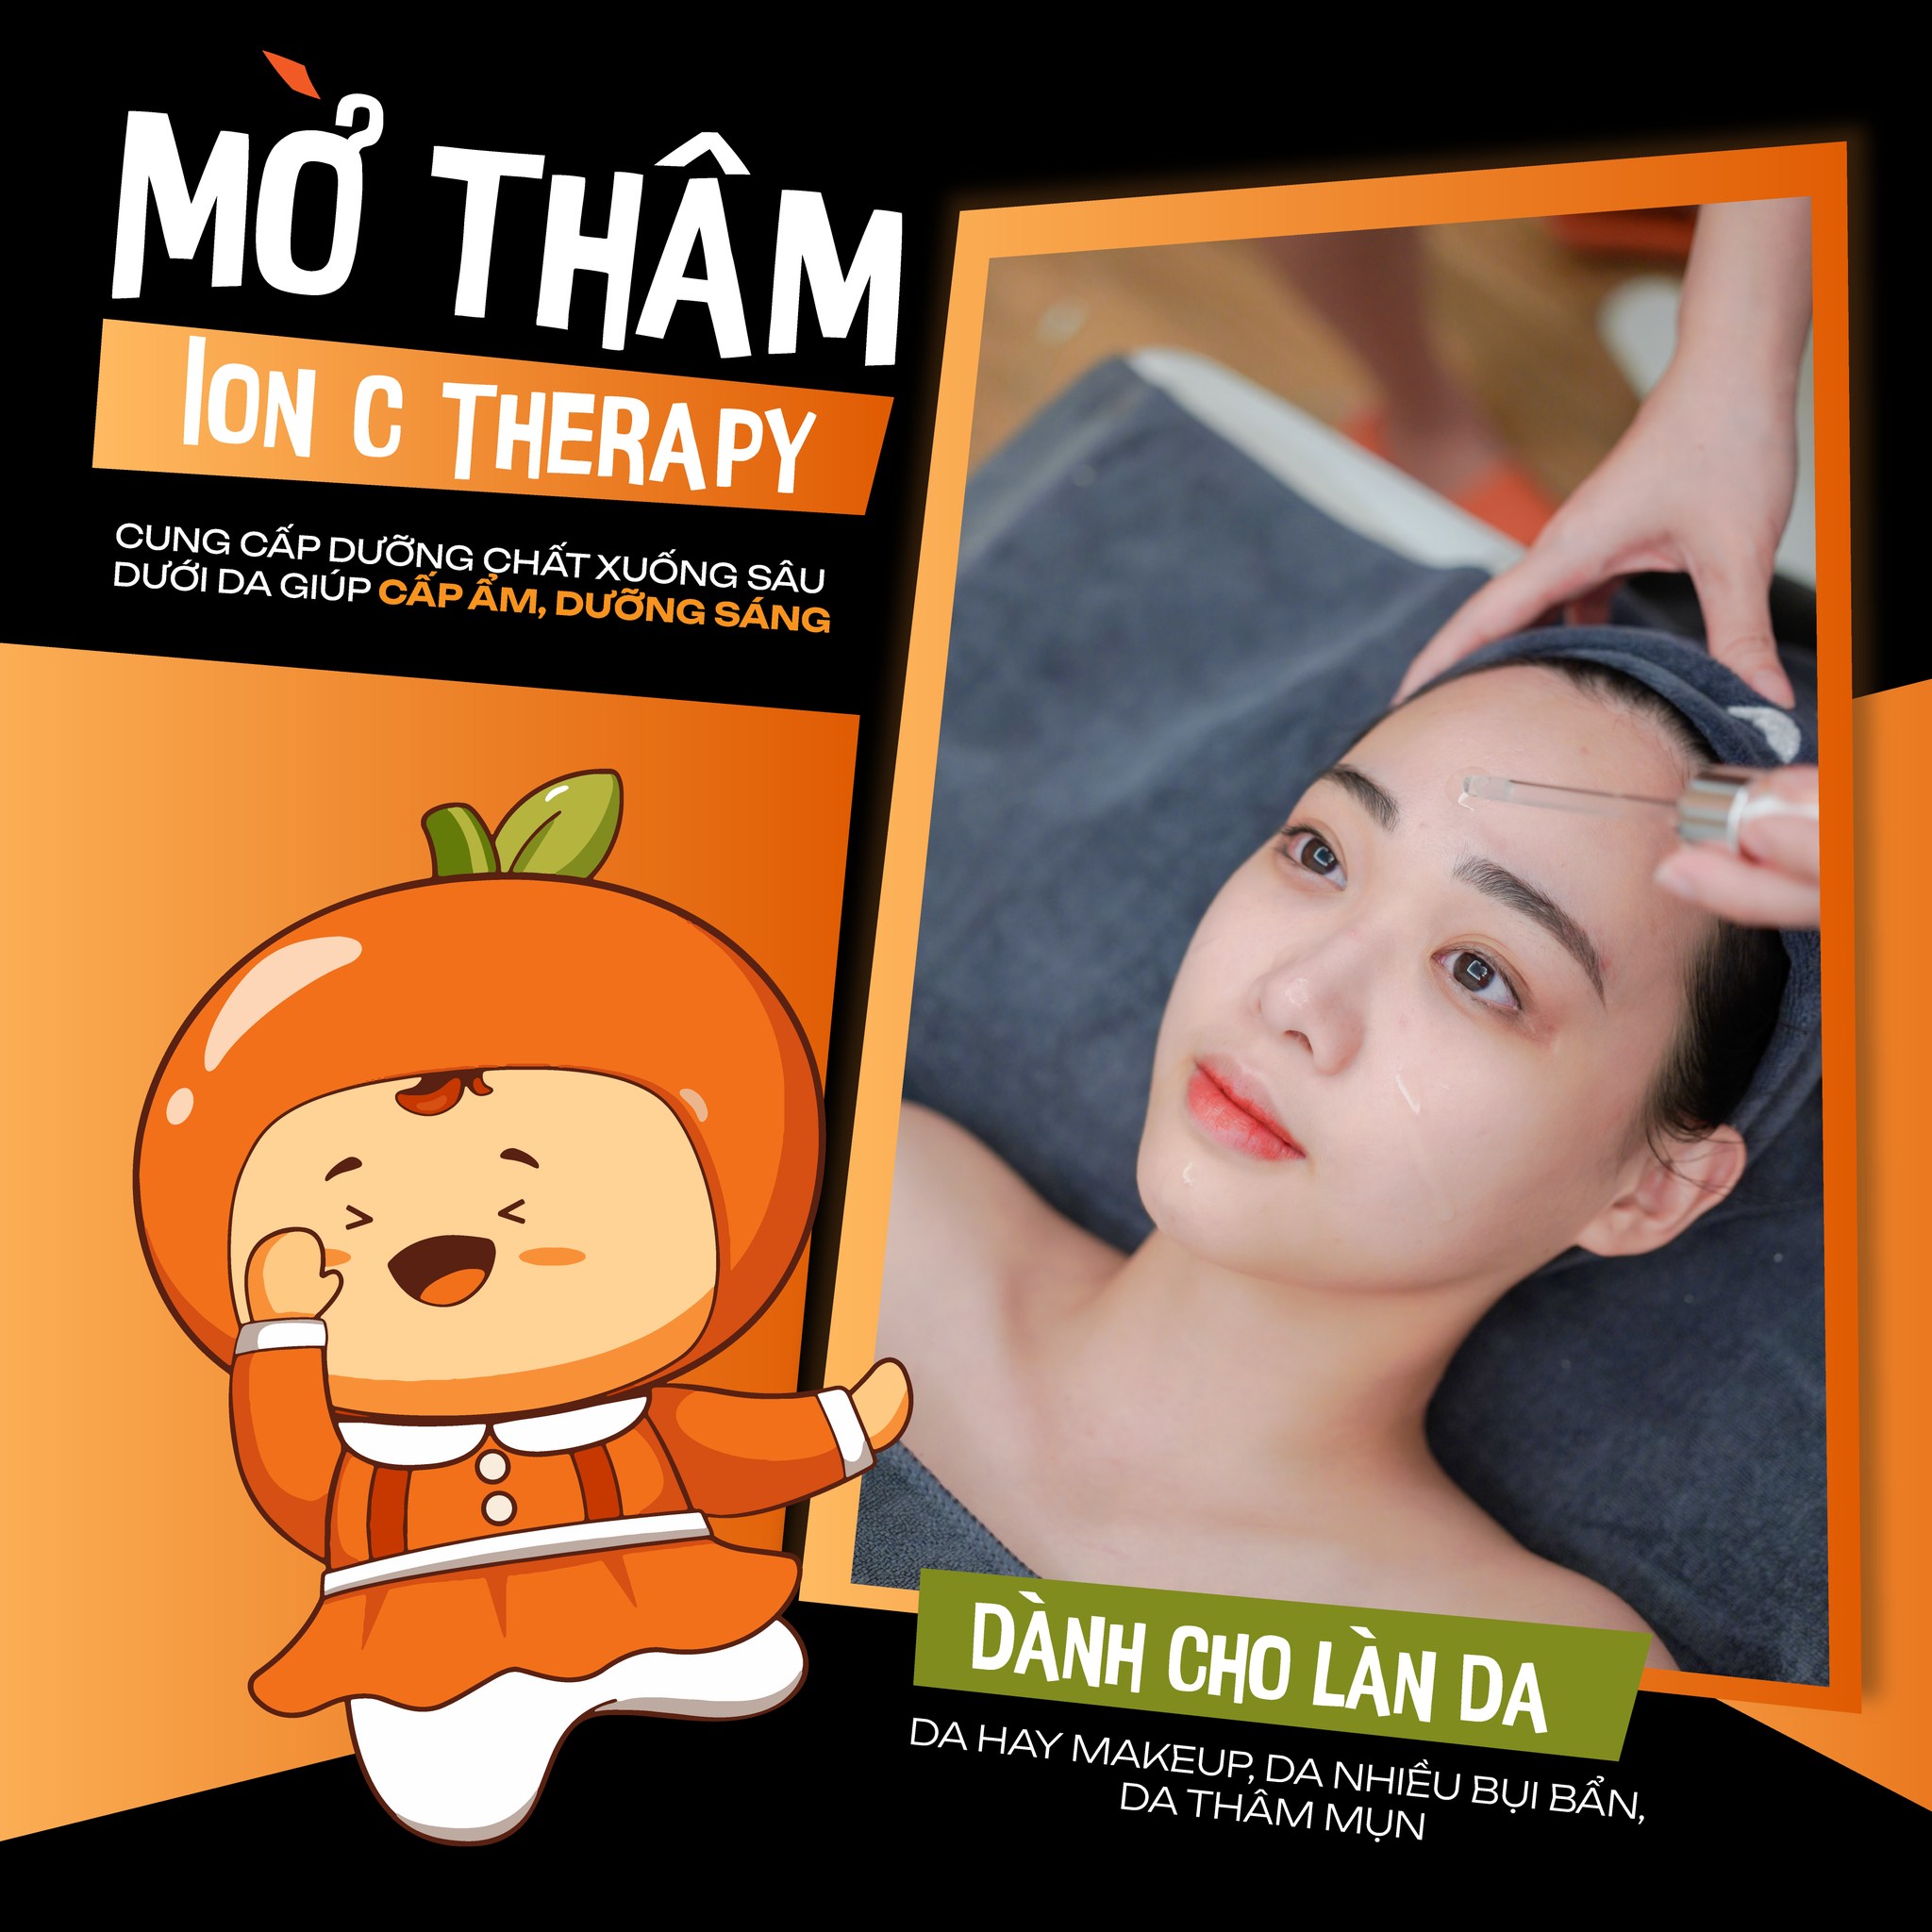 MỜ THÂM
ION C THERAPY
CUNG CẤP DƯỠNG CHẤT XUỐNG SÂU
DƯỚI DA GIÚP CẤP ẨM, DƯỠNG SÁNG
DÀNH CHO LÀN DA
DA HAY MAKEUP, DA NHIỀU BỤI BẨN,
DA THÂM MỤN